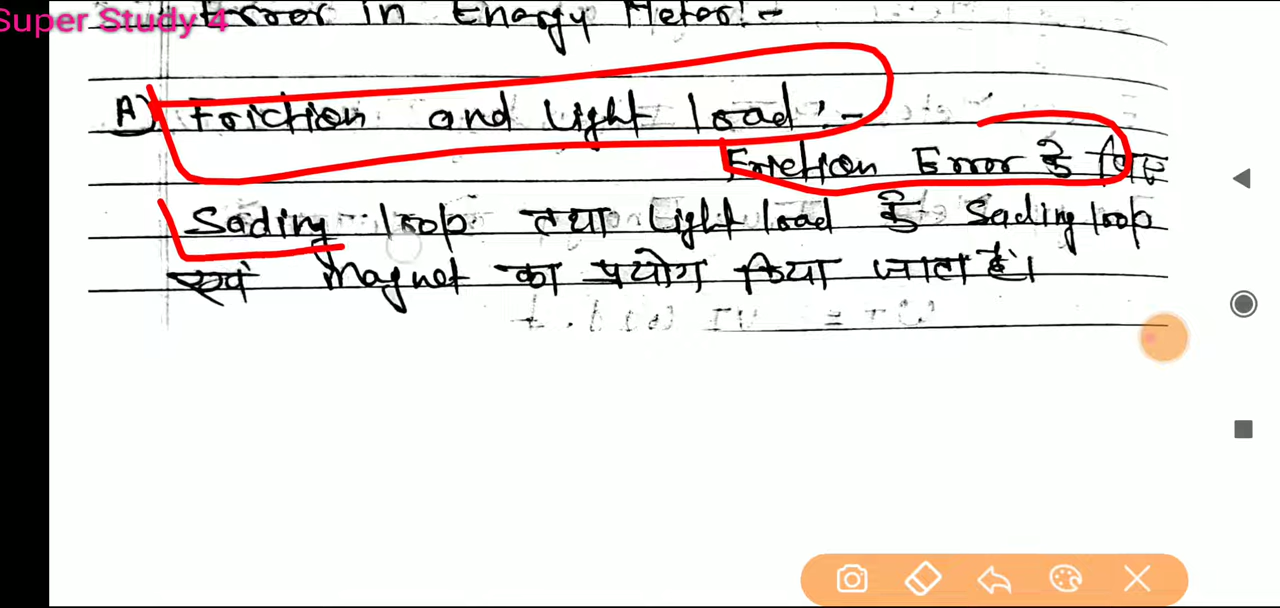 Super Study 4
Error in Energy Meter:-
A) Friction and Light Load :-
Friction Error के लिए
Sading loop तथा Light load के Sading loop
एवं Magnet का प्रयोग किया जाता है।